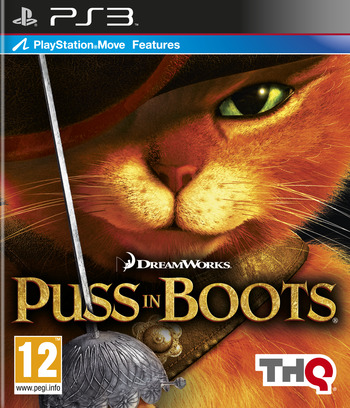 PS3
PlayStation®Move Features
DREAMWORKS
PUSS IN BOOTS®
12
www.pegi.info
THQ